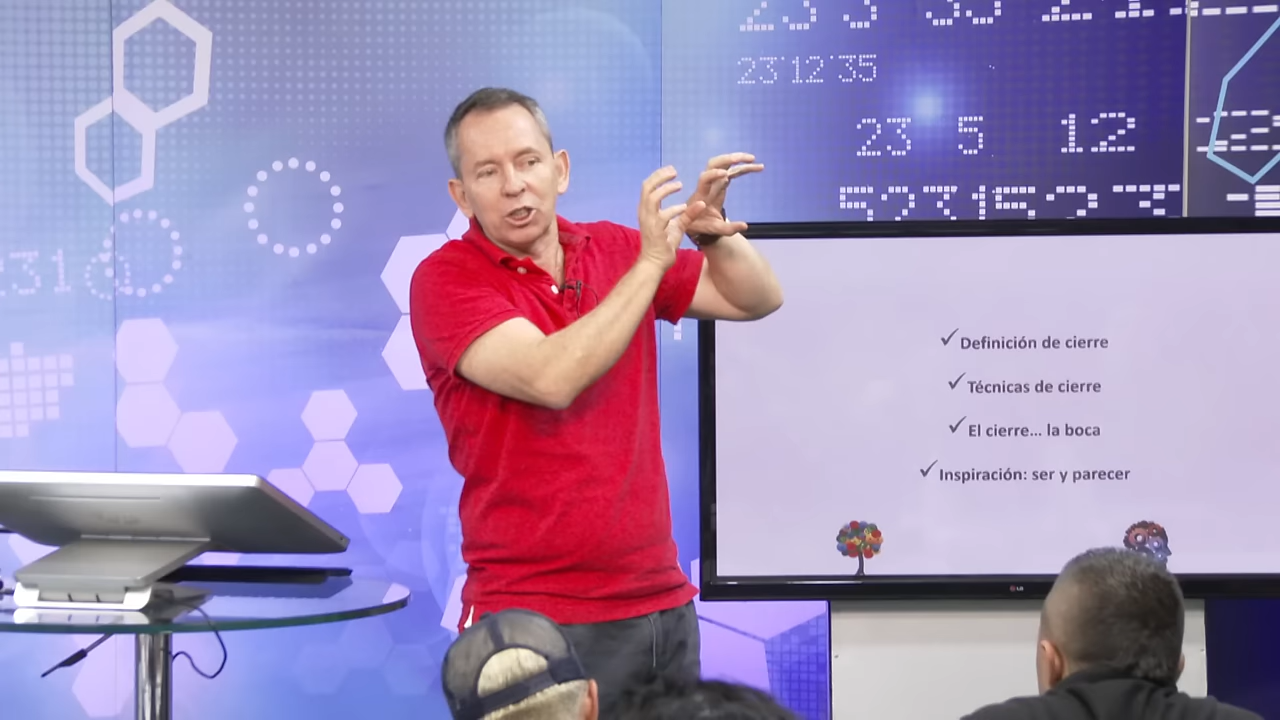 23 12 35
23 5 12
✓ Definición de cierre
✓ Técnicas de cierre
✓ El cierre... la boca
✓ Inspiración: ser y parecer
LG